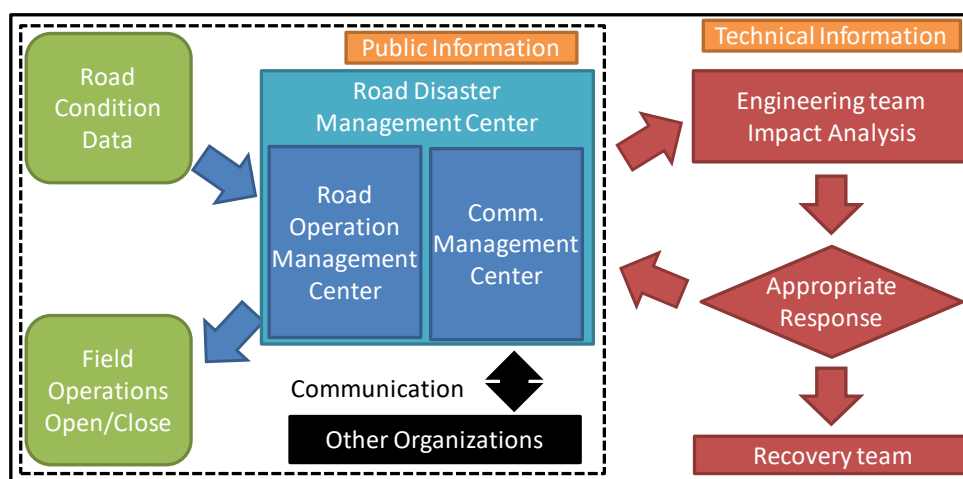 Public Information
Technical Information
Road
Condition
Data
Road Disaster
Management Center
Road
Operation
Management
Center
Comm.
Management
Center
Engineering team
Impact Analysis
Appropriate
Response
Field
Operations
Open/Close
Communication
Other Organizations
Recovery team